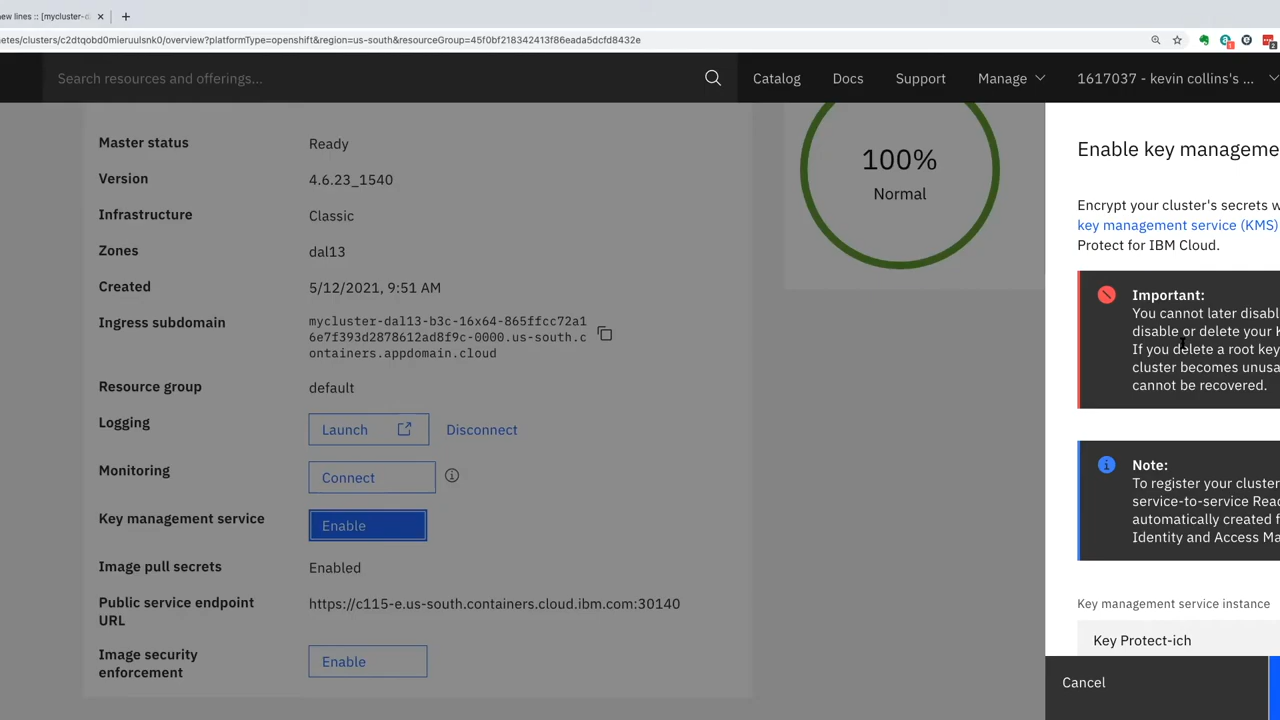 ew lines :: [mycluster-d
etes/clusters/c2dtqobd0mieruulsnk0/overview?platformType=openshift&region=us-south&resourceGroup=45f0bf218342413f86eada5dcfd8432e
Search resources and offerings...
Catalog
Docs
Support
Manage
1617037 - kevin collins's ...
Master status
Ready
Version
4.6.23_1540
Infrastructure
Classic
Zones
dal13
Created
5/12/2021, 9:51 AM
Ingress subdomain
mycluster-dal13-b3c-16x64-865ffcc72a1
6e7f393d2878612ad8f9c-0000.us-south.c
ontainers.appdomain.cloud
Resource group
default
Logging
Launch
Disconnect
Monitoring
Connect
Key management service
Enable
Image pull secrets
Enabled
Public service endpoint
URL
https://c115-e.us-south.containers.cloud.ibm.com:30140
Image security
enforcement
Enable
100%
Normal
Enable key manageme
Encrypt your cluster's secrets w
key management service (KMS)
Protect for IBM Cloud.
Important:
You cannot later disabl
disable or delete your K
If you delete a root key
cluster becomes unusa
cannot be recovered.
Note:
To register your cluster
service-to-service Rea
automatically created f
Identity and Access Ma
Key management service instance
Key Protect-ich
Cancel